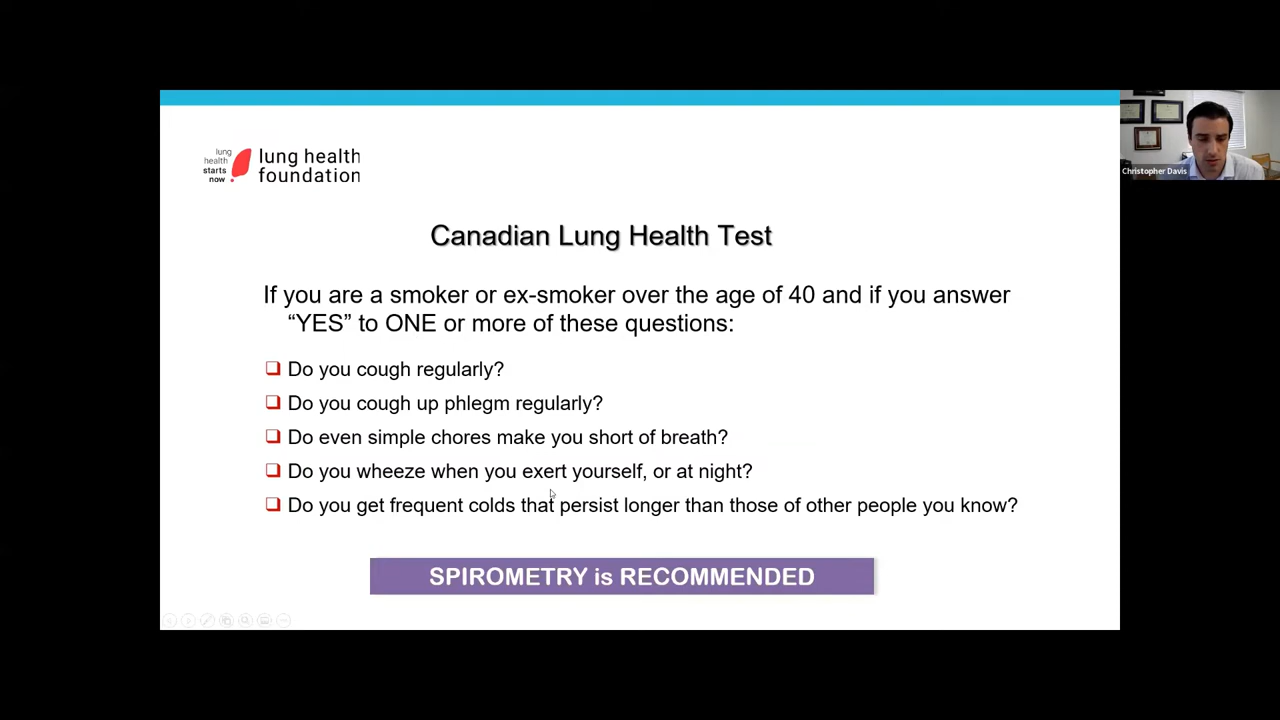 lung
health
starts
now
lung health
foundation
Christopher Davis
Canadian Lung Health Test
If you are a smoker or ex-smoker over the age of 40 and if you answer
“YES” to ONE or more of these questions:
Do you cough regularly?
Do you cough up phlegm regularly?
Do even simple chores make you short of breath?
Do you wheeze when you exert yourself, or at night?
Do you get frequent colds that persist longer than those of other people you know?
SPIROMETRY is RECOMMENDED